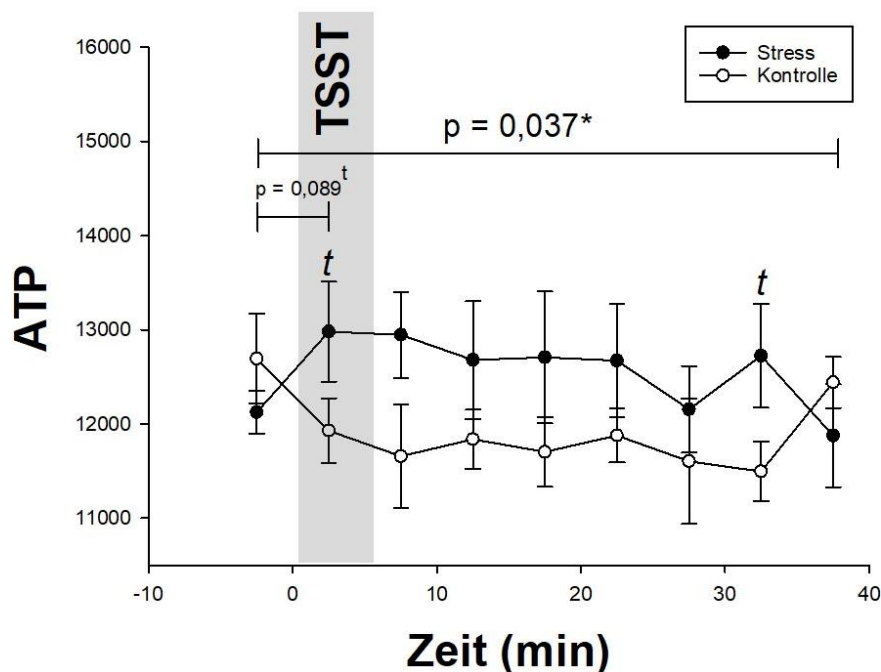 16000
15000
14000
13000
12000
11000
ATP
TSST
Stress
Kontrolle
p = 0,037*
p = 0,089 t
t
t
-10
0
10
20
30
40
Zeit (min)